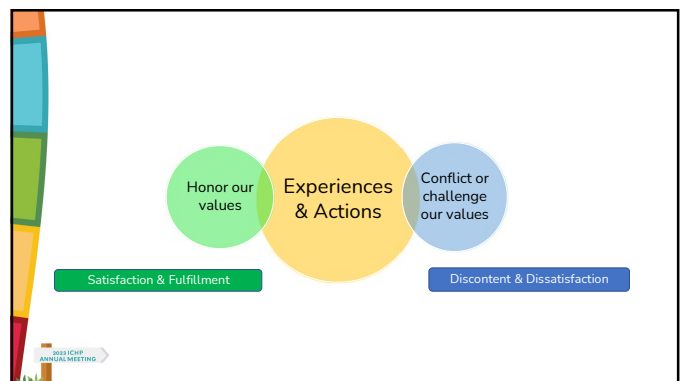 Honor our
values
Experiences
& Actions
Conflict or
challenge
our values
Satisfaction & Fulfillment
Discontent & Dissatisfaction
2023 ICHP
ANNUAL MEETING